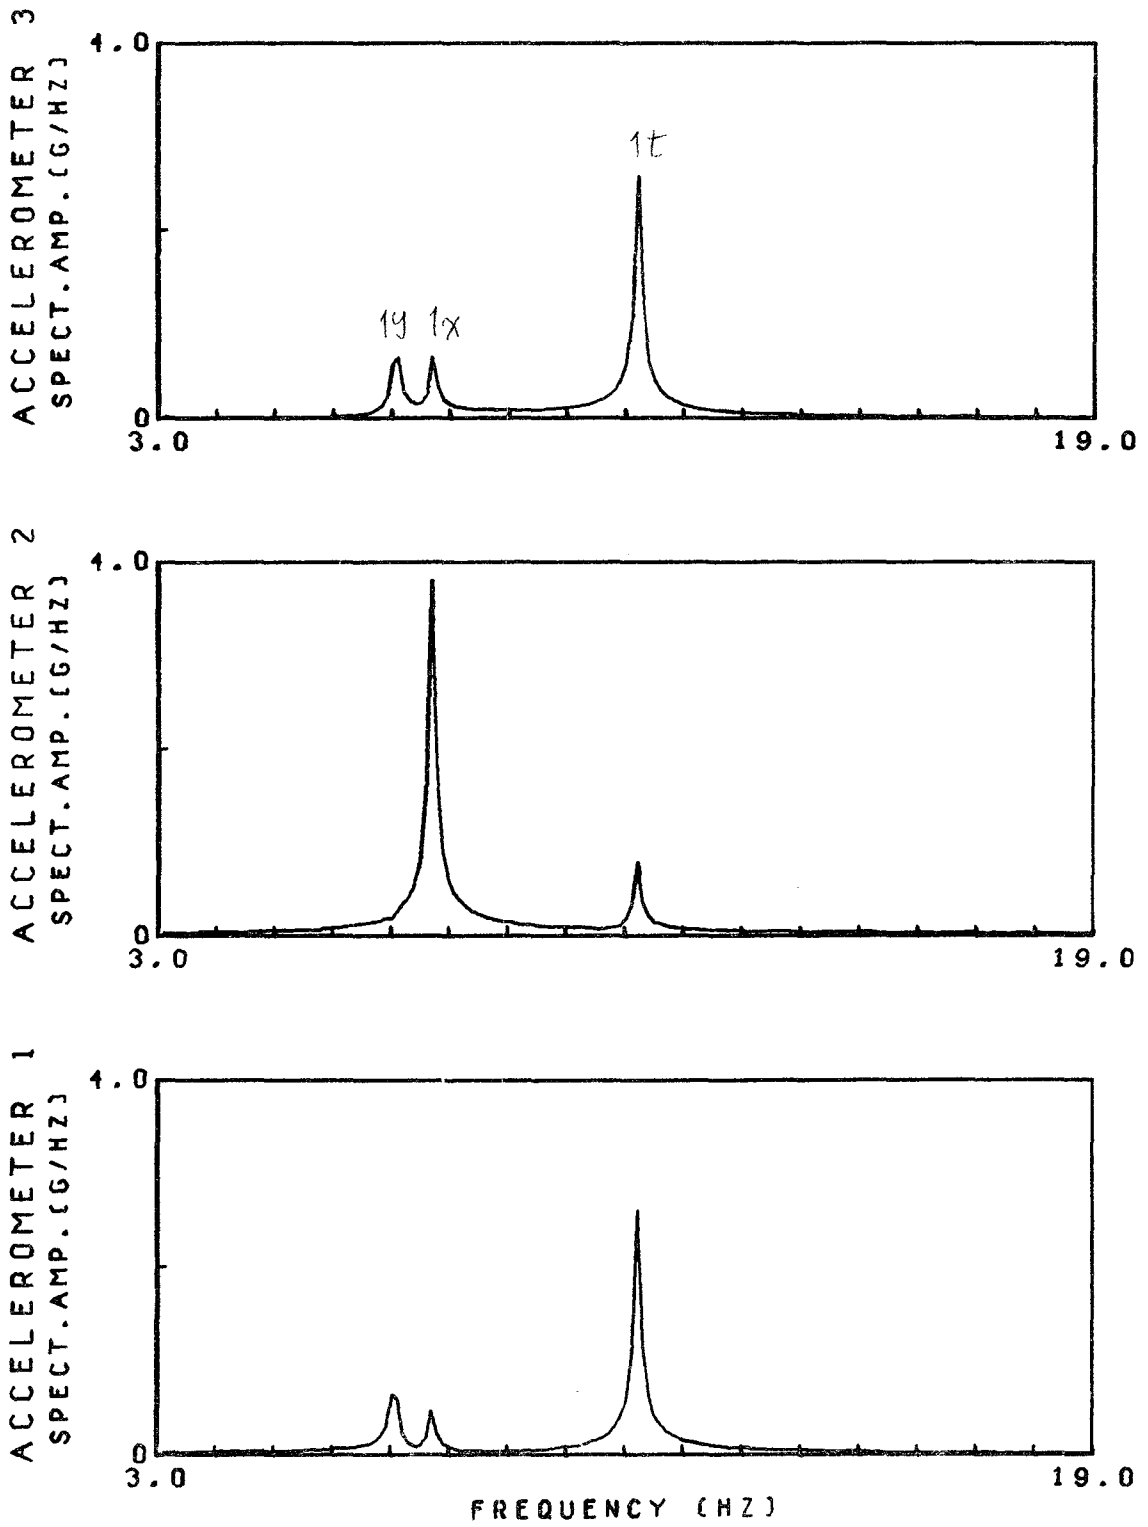 ACCELEROMETER 3
SPECT.AMP.(G/HZ)
4.0
1t
1y 1x
0
3.0 19.0
ACCELEROMETER 2
SPECT.AMP.(G/HZ)
4.0
0
3.0 19.0
ACCELEROMETER 1
SPECT.AMP.(G/HZ)
4.0
0
3.0 19.0
FREQUENCY (HZ)